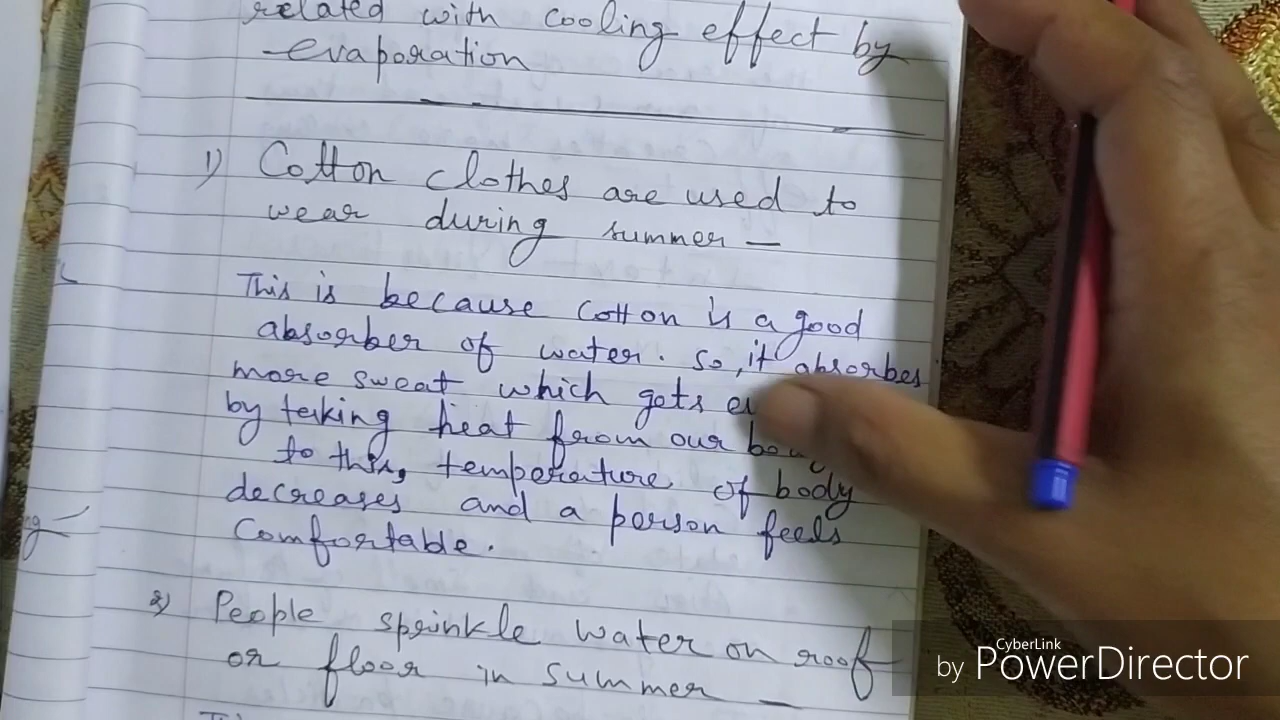 related with cooling effect by
evaporation
1) Cotton clothes are used to
wear during summer —
This is because cotton is a good
absorber of water. So, it absorbes
more sweat which gets
by taking heat from our
to this, temperature of body
decreases and a person feels
Comfortable.
2) People sprinkle water on roof
or floor in summer —
CyberLink
by PowerDirector